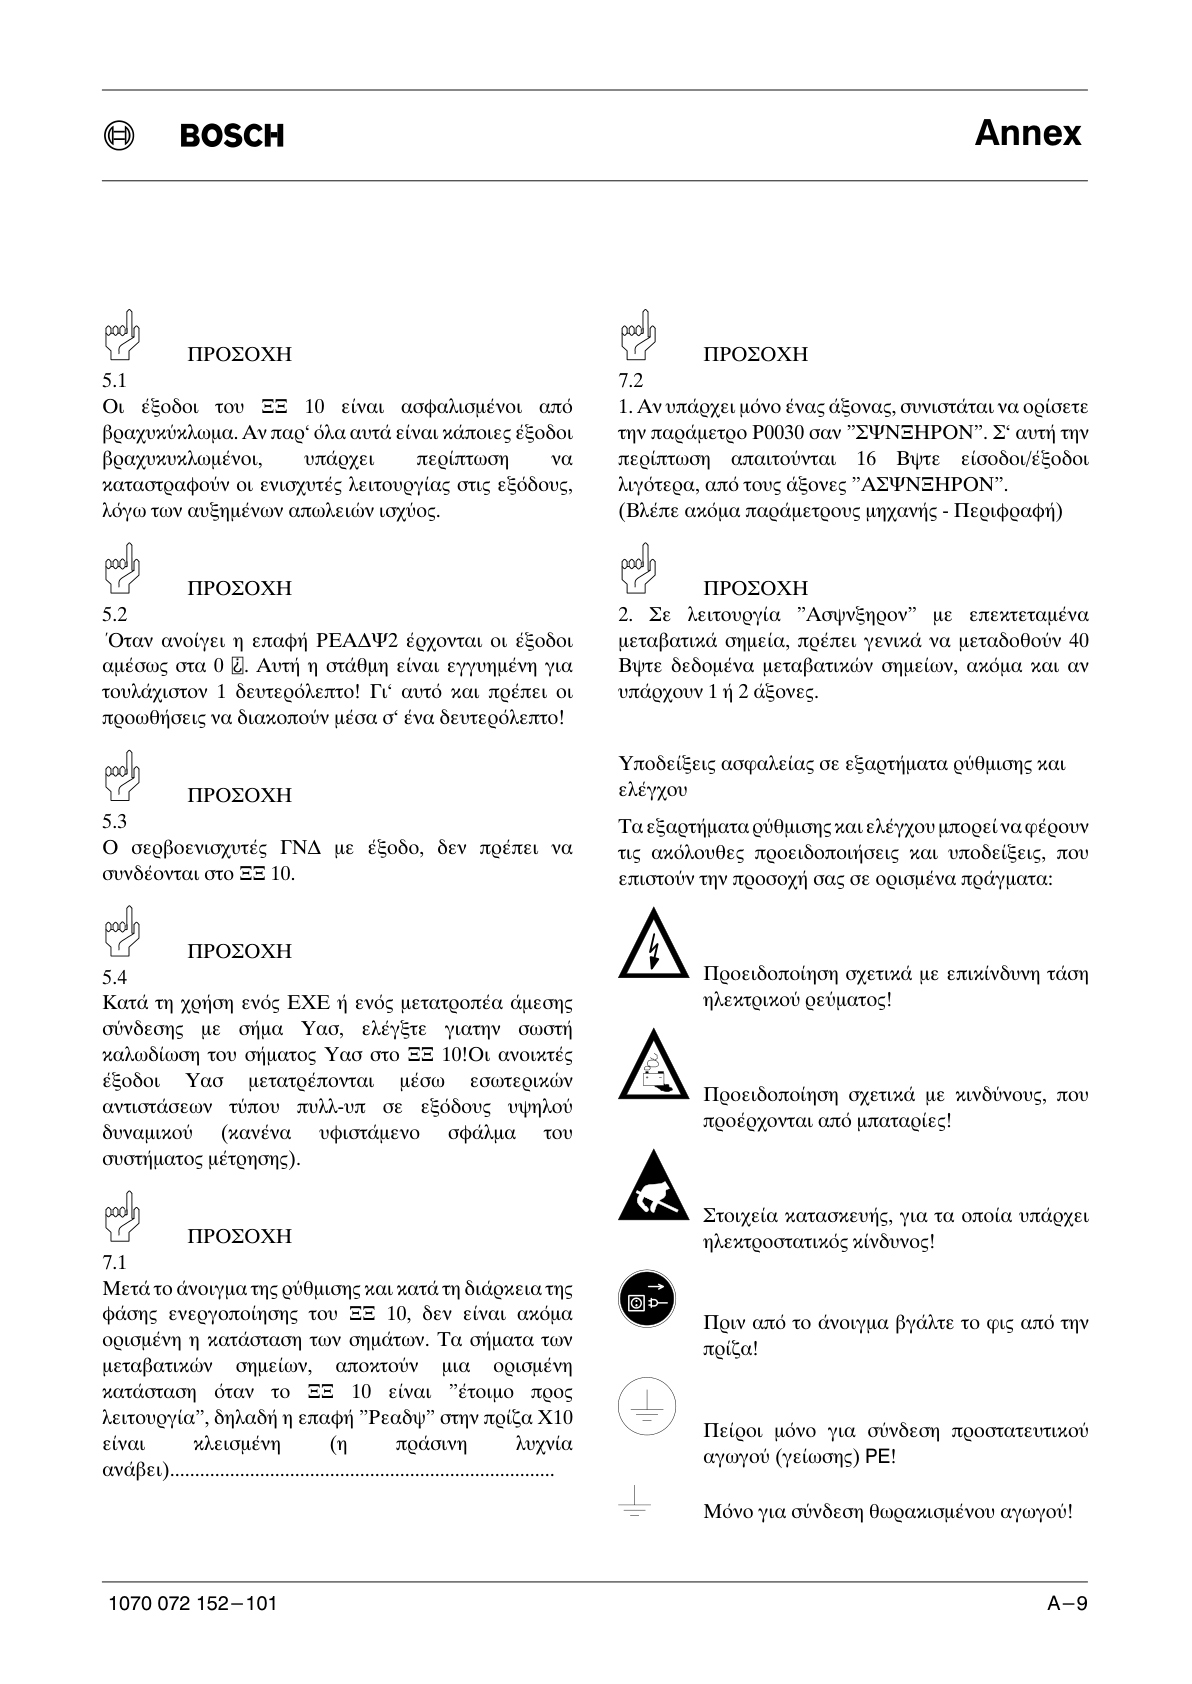 BOSCH
Annex
ΠΡΟΣΟΧΗ
5.1
Οι έξοδοι του ΞΞ 10 είναι ασφαλισμένοι από
βραχυκύκλωμα. Αν παρ‘ όλα αυτά είναι κάποιες έξοδοι
βραχυκυκλωμένοι, υπάρχει περίπτωση να
καταστραφούν οι ενισχυτές λειτουργίας στις εξόδους,
λόγω των αυξημένων απωλειών ισχύος.
ΠΡΟΣΟΧΗ
5.2
΄Οταν ανοίγει η επαφή ΡΕΑΔΨ2 έρχονται οι έξοδοι
αμέσως στα 0 . Αυτή η στάθμη είναι εγγυημένη για
τουλάχιστον 1 δευτερόλεπτο! Γι‘ αυτό και πρέπει οι
προωθήσεις να διακοπούν μέσα σ‘ ένα δευτερόλεπτο!
ΠΡΟΣΟΧΗ
5.3
Ο σερβοενισχυτές ΓΝΔ με έξοδο, δεν πρέπει να
συνδέονται στο ΞΞ 10.
ΠΡΟΣΟΧΗ
5.4
Κατά τη χρήση ενός ΕΧΕ ή ενός μετατροπέα άμεσης
σύνδεσης με σήμα Υασ, ελέγξτε γιατην σωστή
καλωδίωση του σήματος Υασ στο ΞΞ 10!Οι ανοικτές
έξοδοι Υασ μετατρέπονται μέσω εσωτερικών
αντιστάσεων τύπου πυλλ-υπ σε εξόδους υψηλού
δυναμικού (κανένα υφιστάμενο σφάλμα του
συστήματος μέτρησης).
ΠΡΟΣΟΧΗ
7.1
Μετά το άνοιγμα της ρύθμισης και κατά τη διάρκεια της
φάσης ενεργοποίησης του ΞΞ 10, δεν είναι ακόμα
ορισμένη η κατάσταση των σημάτων. Τα σήματα των
μεταβατικών σημείων, αποκτούν μια ορισμένη
κατάσταση όταν το ΞΞ 10 είναι ”έτοιμο προς
λειτουργία”, δηλαδή η επαφή ”Ρεαδψ” στην πρίζα Χ10
είναι κλεισμένη (η πράσινη λυχνία
ανάβει).............................................................................
ΠΡΟΣΟΧΗ
7.2
1. Αν υπάρχει μόνο ένας άξονας, συνιστάται να ορίσετε
την παράμετρο Ρ0030 σαν ”ΣΨΝΞΗΡΟΝ”. Σ‘ αυτή την
περίπτωση απαιτούνται 16 Βψτε είσοδοι/έξοδοι
λιγότερα, από τους άξονες ”ΑΣΨΝΞΗΡΟΝ”.
(Βλέπε ακόμα παράμετρους μηχανής - Περιφραφή)
ΠΡΟΣΟΧΗ
2. Σε λειτουργία ”Ασψνξηρον” με επεκτεταμένα
μεταβατικά σημεία, πρέπει γενικά να μεταδοθούν 40
Βψτε δεδομένα μεταβατικών σημείων, ακόμα και αν
υπάρχουν 1 ή 2 άξονες.
Υποδείξεις ασφαλείας σε εξαρτήματα ρύθμισης και
ελέγχου
Τα εξαρτήματα ρύθμισης και ελέγχου μπορεί να φέρουν
τις ακόλουθες προειδοποιήσεις και υποδείξεις, που
επιστούν την προσοχή σας σε ορισμένα πράγματα:
Προειδοποίηση σχετικά με επικίνδυνη τάση
ηλεκτρικού ρεύματος!
Προειδοποίηση σχετικά με κινδύνους, που
προέρχονται από μπαταρίες!
Στοιχεία κατασκευής, για τα οποία υπάρχει
ηλεκτροστατικός κίνδυνος!
Πριν από το άνοιγμα βγάλτε το φις από την
πρίζα!
Πείροι μόνο για σύνδεση προστατευτικού
αγωγού (γείωσης) PE!
Μόνο για σύνδεση θωρακισμένου αγωγού!
1070 072 152−101
A−9